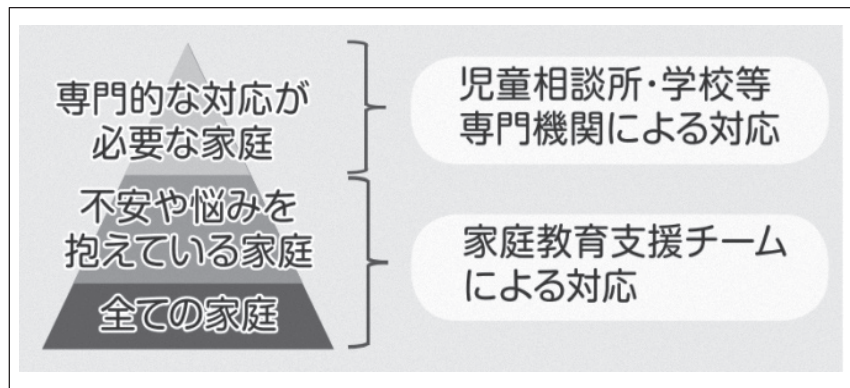 専門的な対応が
必要な家庭
児童相談所・学校等
専門機関による対応
不安や悩みを
抱えている家庭
全ての家庭
家庭教育支援チーム
による対応